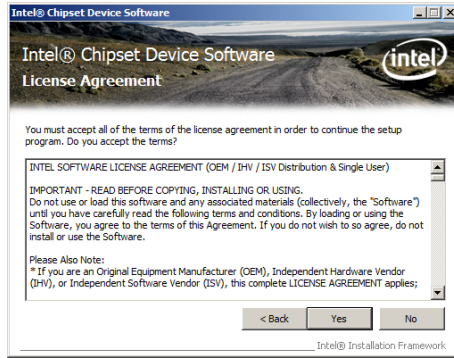 Intel® Chipset Device Software
Intel® Chipset Device Software
License Agreement
intel®
You must accept all of the terms of the license agreement in order to continue the setup
program. Do you accept the terms?
INTEL SOFTWARE LICENSE AGREEMENT (OEM / IHV / ISV Distribution & Single User)
IMPORTANT - READ BEFORE COPYING, INSTALLING OR USING.
Do not use or load this software and any associated materials (collectively, the "Software")
until you have carefully read the following terms and conditions. By loading or using the
Software, you agree to the terms of this Agreement. If you do not wish to so agree, do not
install or use the Software.
Please Also Note:
* If you are an Original Equipment Manufacturer (OEM), Independent Hardware Vendor
(IHV), or Independent Software Vendor (ISV), this complete LICENSE AGREEMENT applies;
< Back Yes No
Intel® Installation Framework